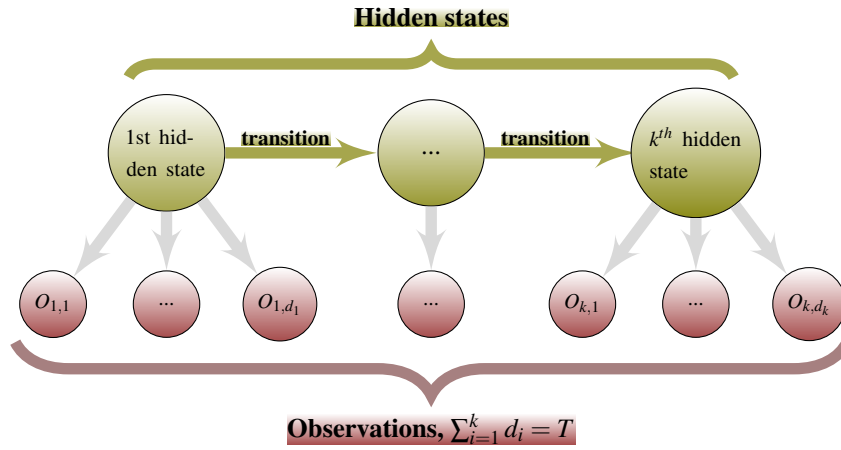 Hidden states
1st hid-
den state
transition
...
transition
$k^{th}$ hidden
state
$O_{1,1}$
...
$O_{1,d_1}$
...
$O_{k,1}$
...
$O_{k,d_k}$
Observations, $\sum_{i=1}^{k} d_i = T$